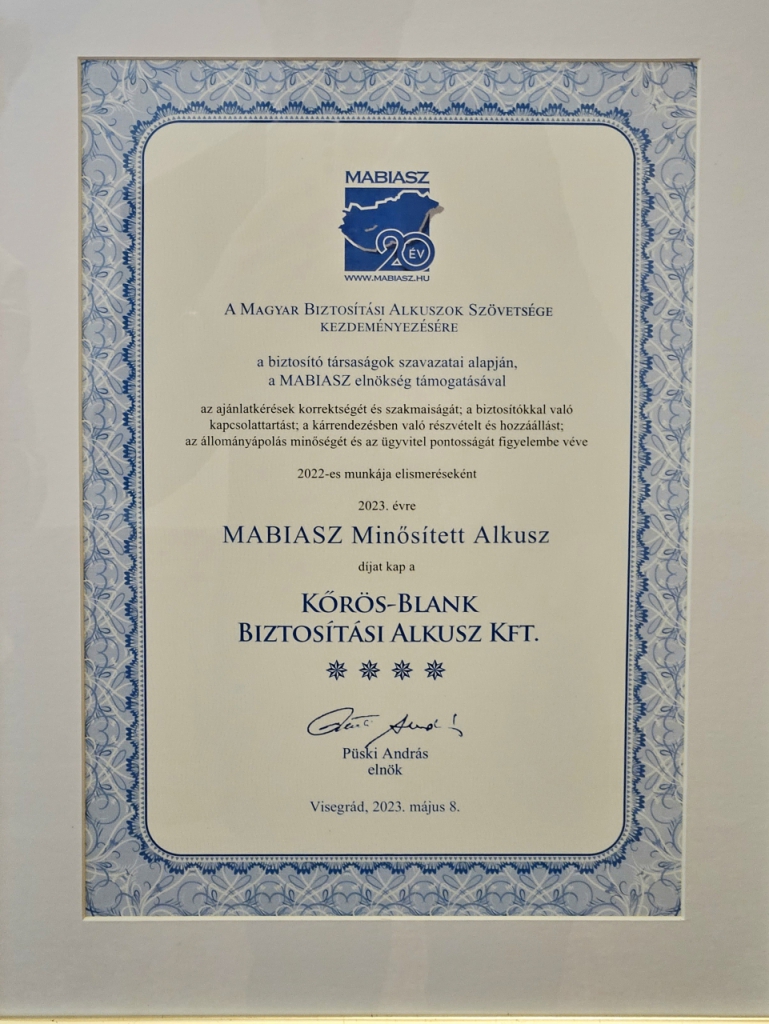 MABIASZ
20 ÉV
WWW.MABIASZ.HU
A MAGYAR BIZTOSÍTÁSI ALKUSZOK SZÖVETSÉGE
KEZDEMÉNYEZÉSÉRE
a biztosító társaságok szavazatai alapján,
a MABIASZ elnökség támogatásával
az ajánlatkérések korrektségét és szakmaiságát; a biztosítókkal való
kapcsolattartást; a kárrendezésben való részvételt és hozzáállást;
az állományápolás minőségét és az ügyvitel pontosságát figyelembe véve
2022-es munkája elismeréseként
2023. évre
MABIASZ Minősített Alkusz
díjat kap a
KŐRÖS-BLANK
BIZTOSÍTÁSI ALKUSZ KFT.
Püski András
Püski András
elnök
Visegrád, 2023. május 8.